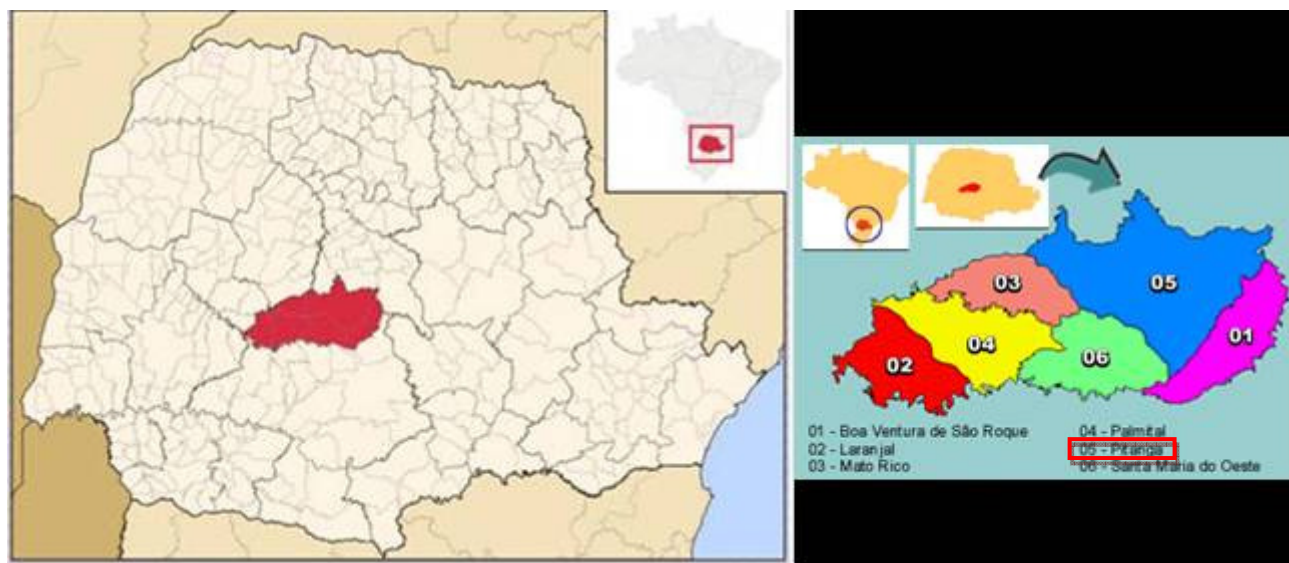 03
05
01
04
06
02
01 - Boa Ventura de São Roque
02 - Laranjal
03 - Mato Rico
04 - Palmital
05 - Pitanga
06 - Santa Maria do Oeste